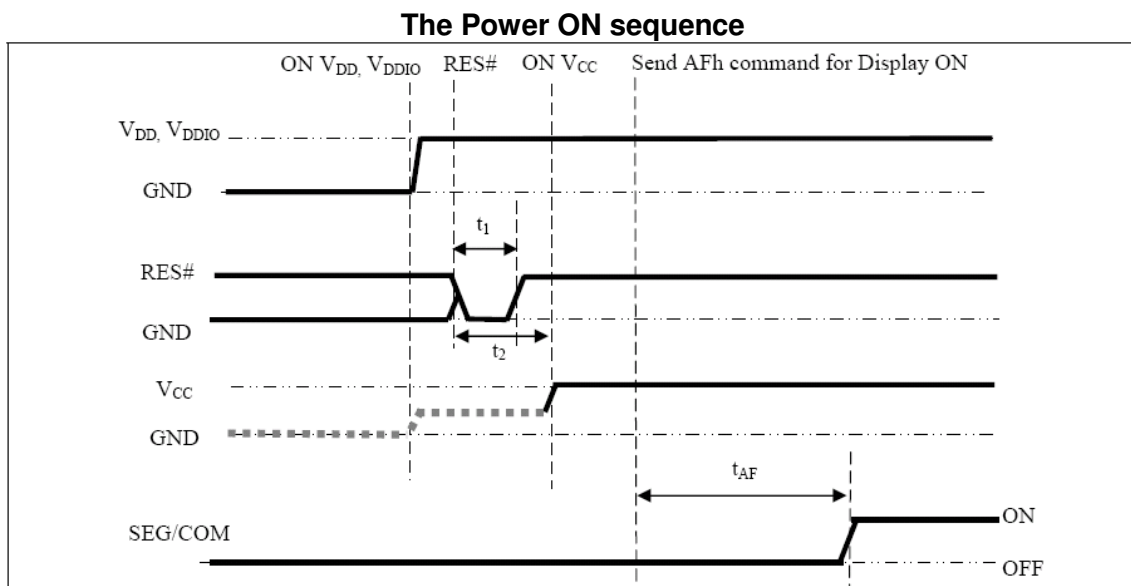 The Power ON sequence
ON VDD, VDDIO RES# ON VCC Send AFh command for Display ON
VDD, VDDIO
GND
t1
RES#
GND
t2
VCC
GND
tAF
ON
SEG/COM
OFF